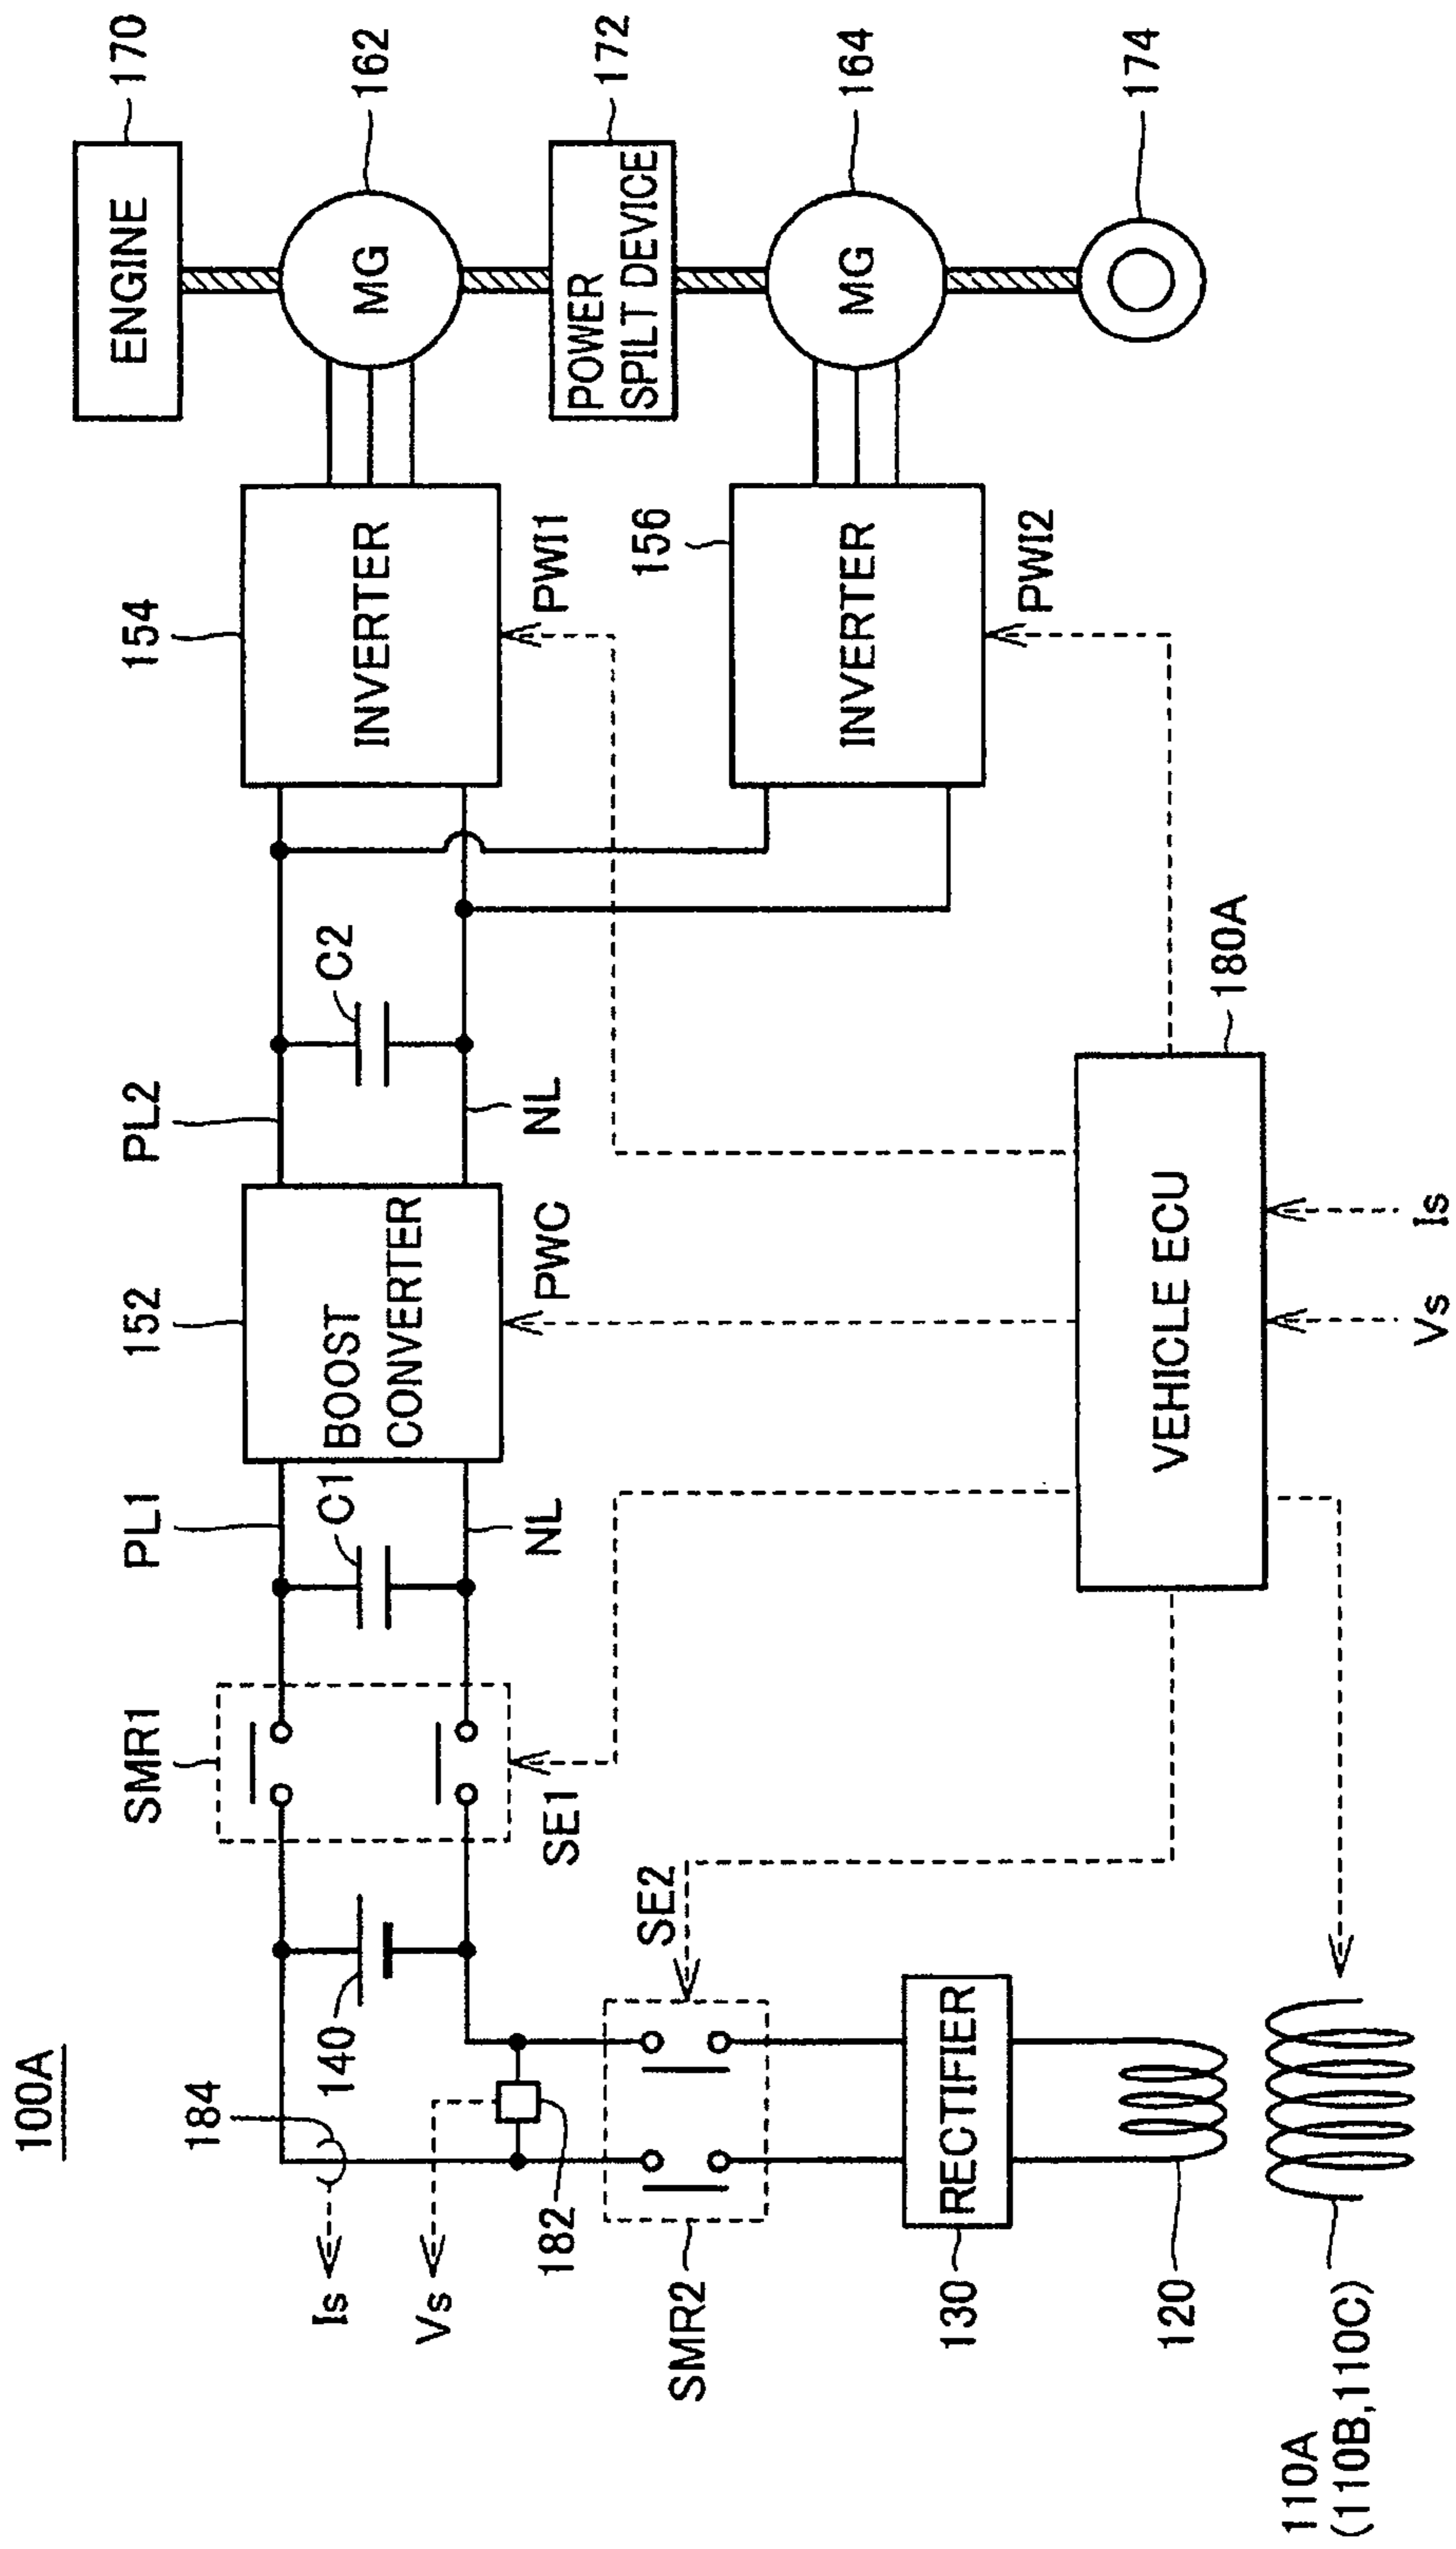 100A
184
140
SMR1
PL1
C1
152
PL2
C2
154
ENGINE
170
Is
Vs
182
SE1
NL
BOOST
CONVERTER
PWC
NL
INVERTER
PWI1
MG
162
SMR2
SE2
156
POWER
SPILT DEVICE
172
130
RECTIFIER
INVERTER
PWI2
MG
164
120
VEHICLE ECU
180A
174
110A
(110B,110C)
Vs
Is